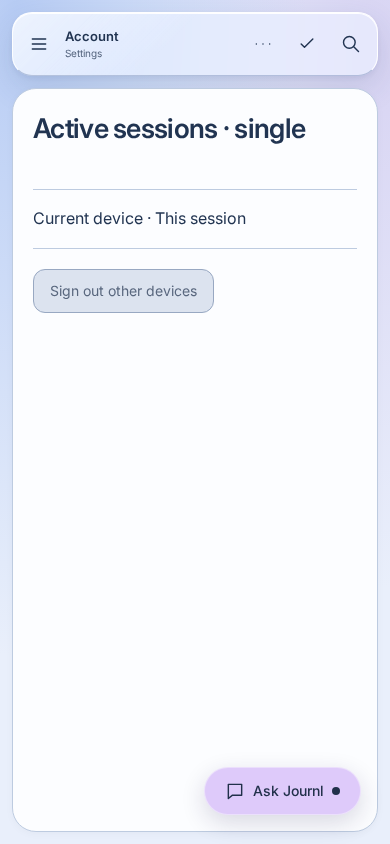 Account
Settings
Active sessions · single
Current device · This session
Sign out other devices
Ask Journl